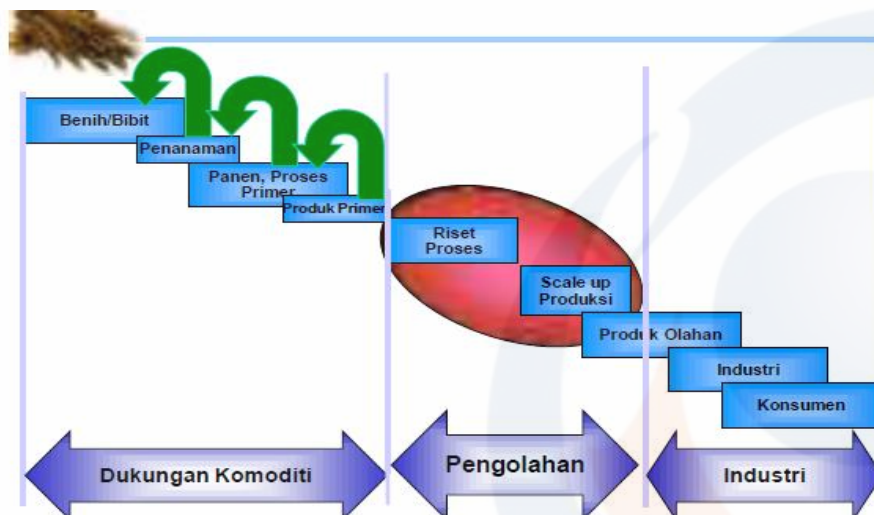 Benih/Bibit
Penanaman
Panen, Proses
Primer
Produk Primer
Riset
Proses
Scale up
Produksi
Produk Olahan
Industri
Konsumen
Dukungan Komoditi
Pengolahan
Industri